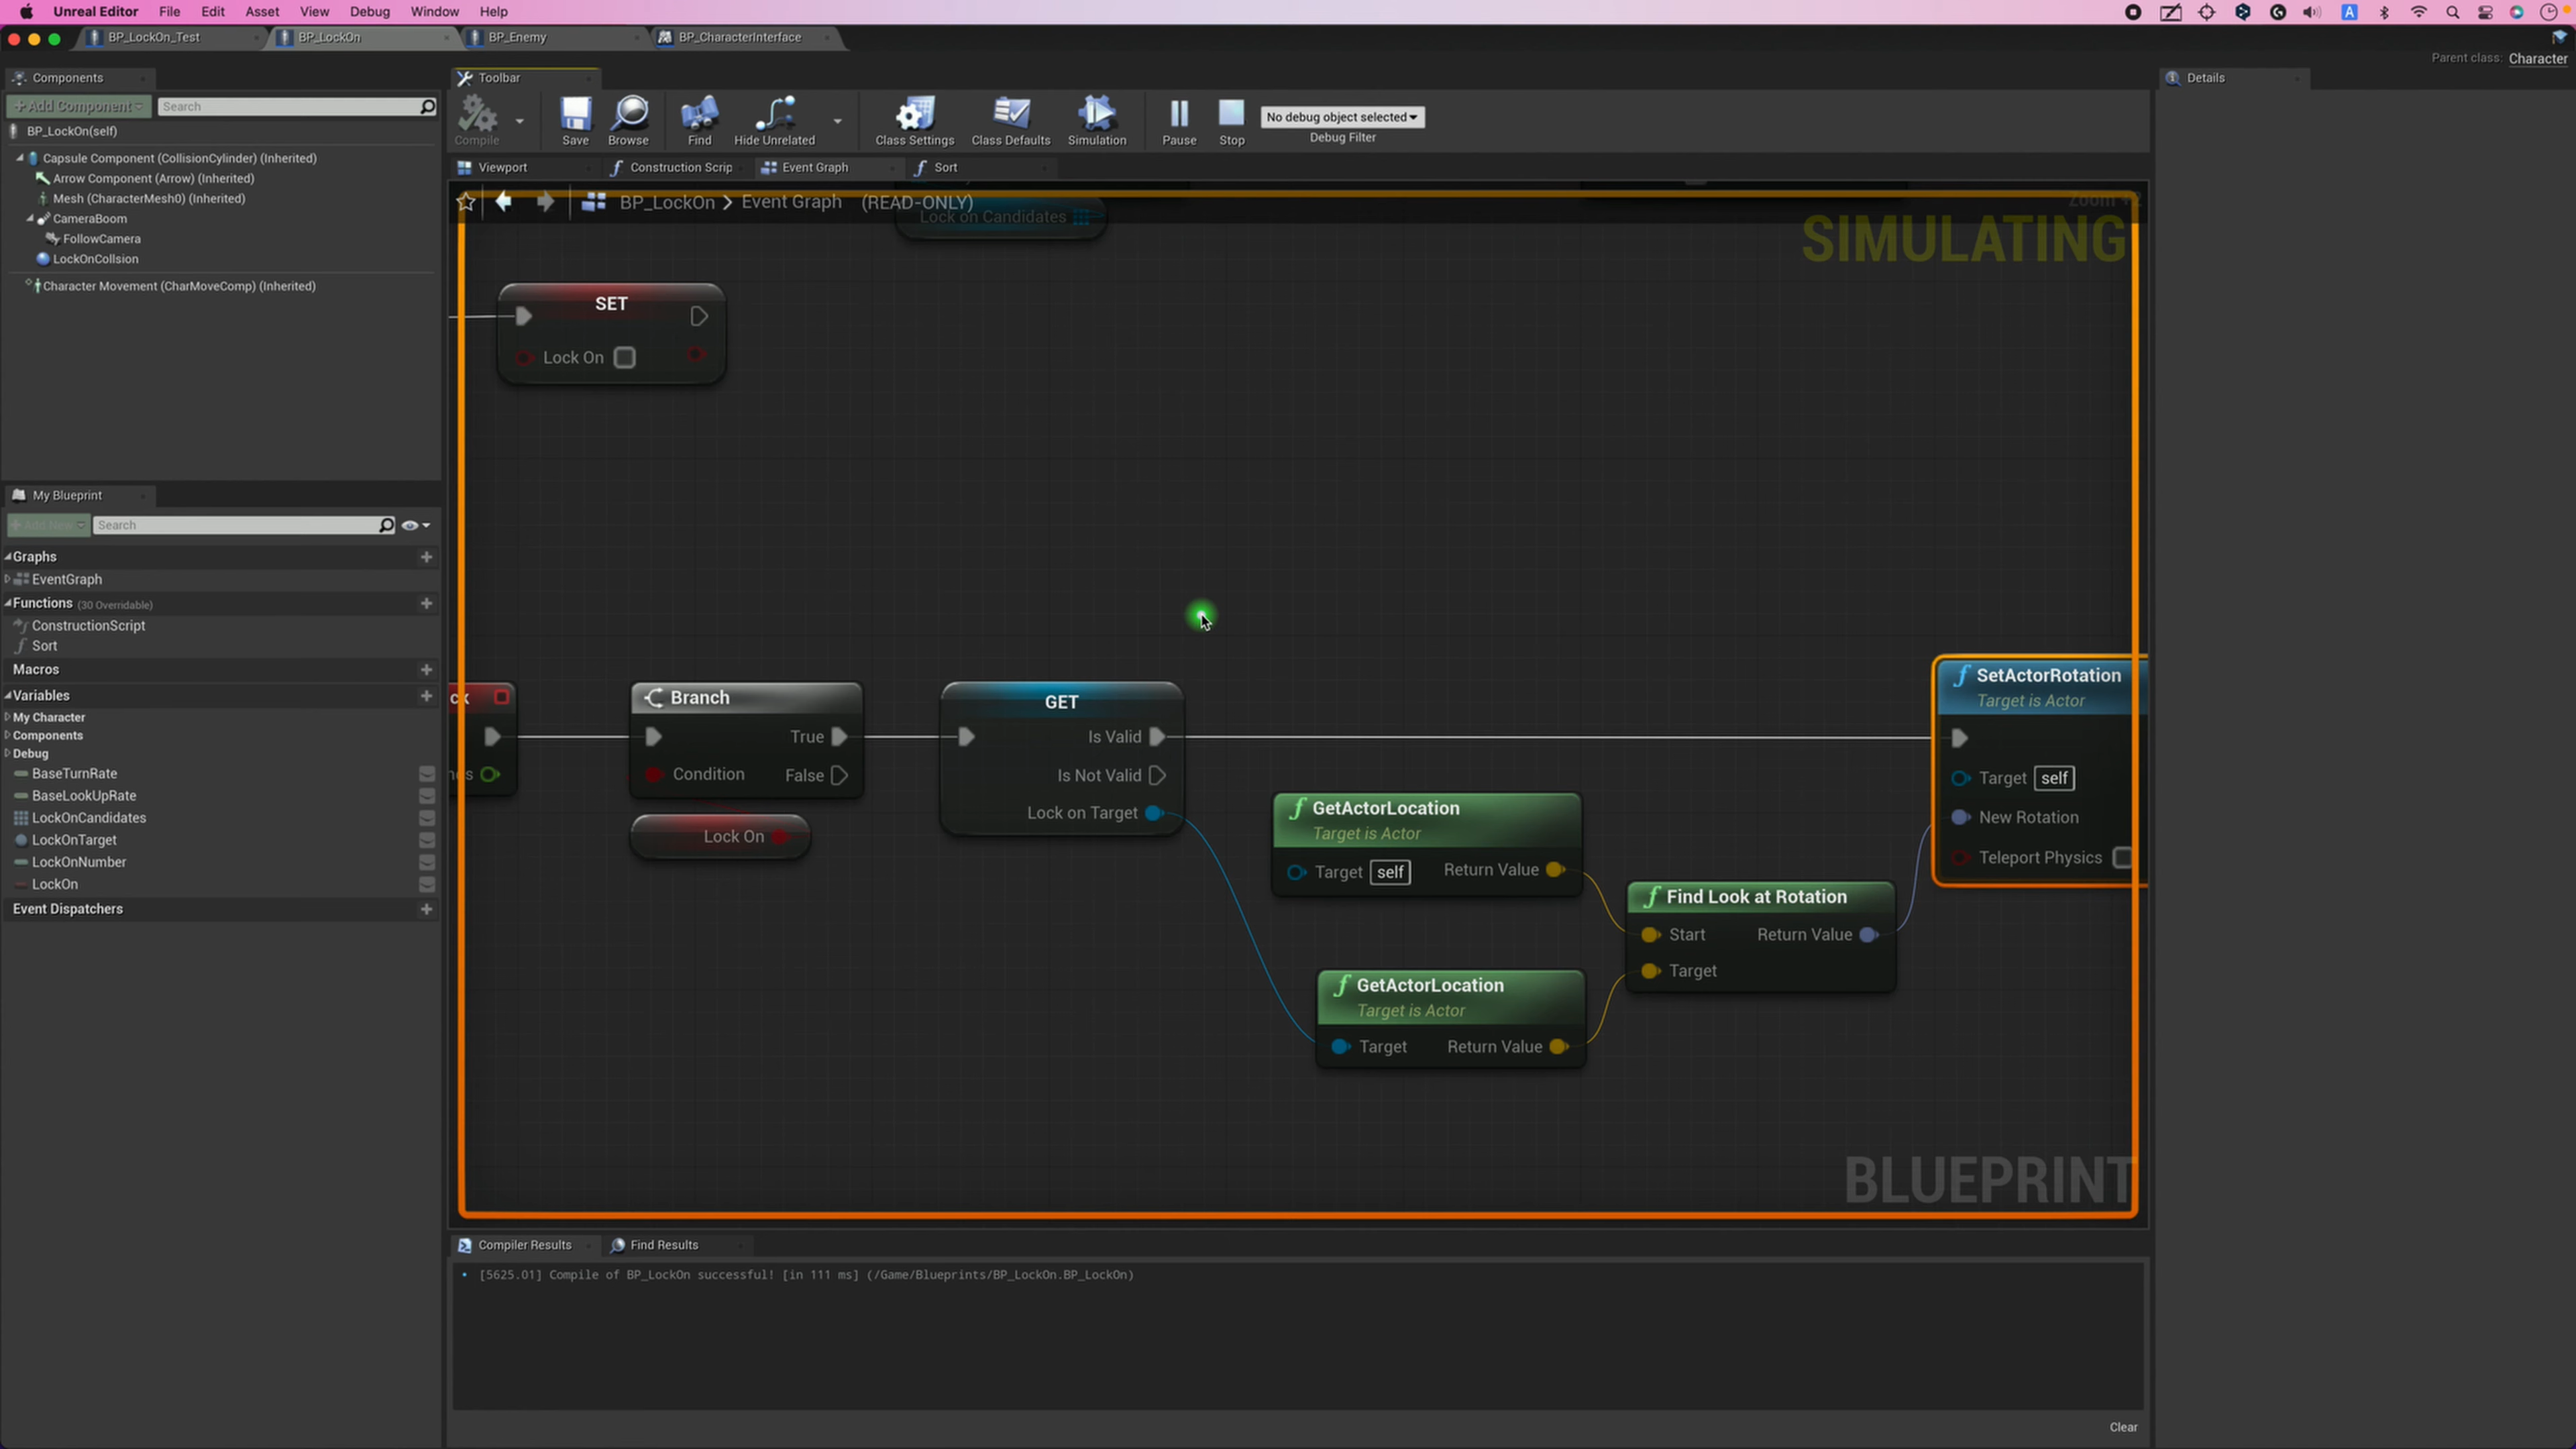 Unreal Editor File Edit Asset View Debug Window Help
A
BP_LockOn_Test BP_LockOn BP_Enemy BP_CharacterInterface
Parent class: Character
Components
+Add Component Search
BP_LockOn(self)
Capsule Component (CollisionCylinder) (Inherited)
Arrow Component (Arrow) (Inherited)
Mesh (CharacterMesh0) (Inherited)
CameraBoom
FollowCamera
LockOnCollsion
Character Movement (CharMoveComp) (Inherited)
My Blueprint
+Add New Search
Graphs
EventGraph
Functions (30 Overridable)
ConstructionScript
Sort
Macros
Variables
My Character
Components
Debug
BaseTurnRate
BaseLookUpRate
LockOnCandidates
LockOnTarget
LockOnNumber
LockOn
Event Dispatchers
Toolbar
Compile Save Browse Find Hide Unrelated Class Settings Class Defaults Simulation Pause Stop
No debug object selected
Debug Filter
Viewport Construction Scrip Event Graph Sort
BP_LockOn > Event Graph (READ-ONLY)
Zoom +2
Lock on Candidates
SIMULATING
SET
Lock On
Branch
True
Condition False
Lock On
GET
Is Valid
Is Not Valid
Lock on Target
GetActorLocation
Target is Actor
Target self Return Value
GetActorLocation
Target is Actor
Target Return Value
Find Look at Rotation
Start Return Value
Target
SetActorRotation
Target is Actor
Target self
New Rotation
Teleport Physics
BLUEPRINT
Compiler Results Find Results
[5625.01] Compile of BP_LockOn successful! [in 111 ms] (/Game/Blueprints/BP_LockOn.BP_LockOn)
Clear
Details